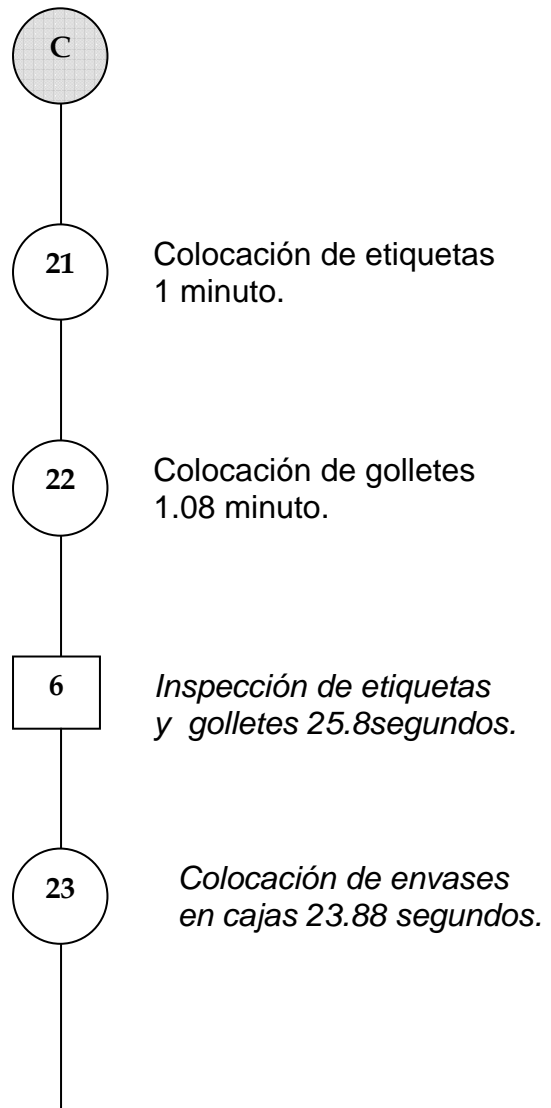 C
21
Colocación de etiquetas
1 minuto.
22
Colocación de golletes
1.08 minuto.
6
Inspección de etiquetas
y golletes 25.8segundos.
23
Colocación de envases
en cajas 23.88 segundos.